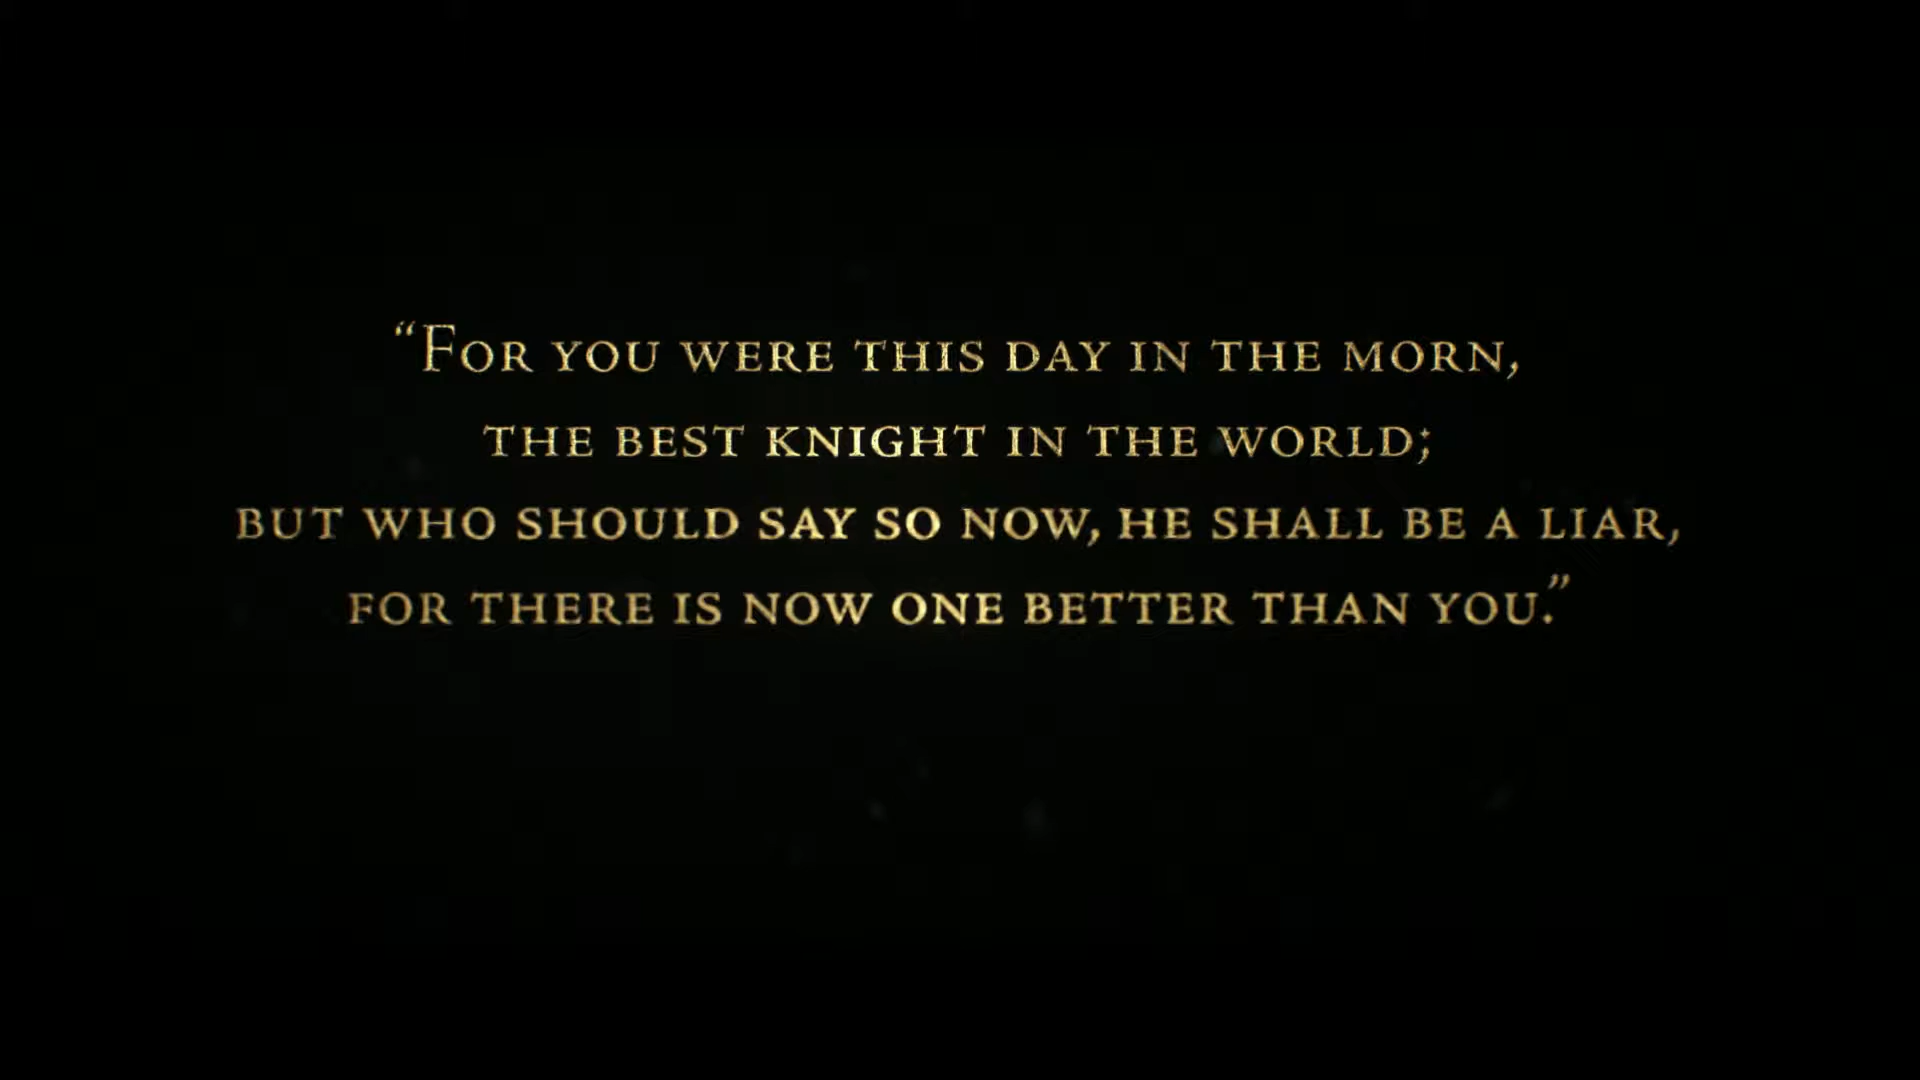 “For you were this day in the morn,
the best knight in the world;
but who should say so now, he shall be a liar,
for there is now one better than you.”